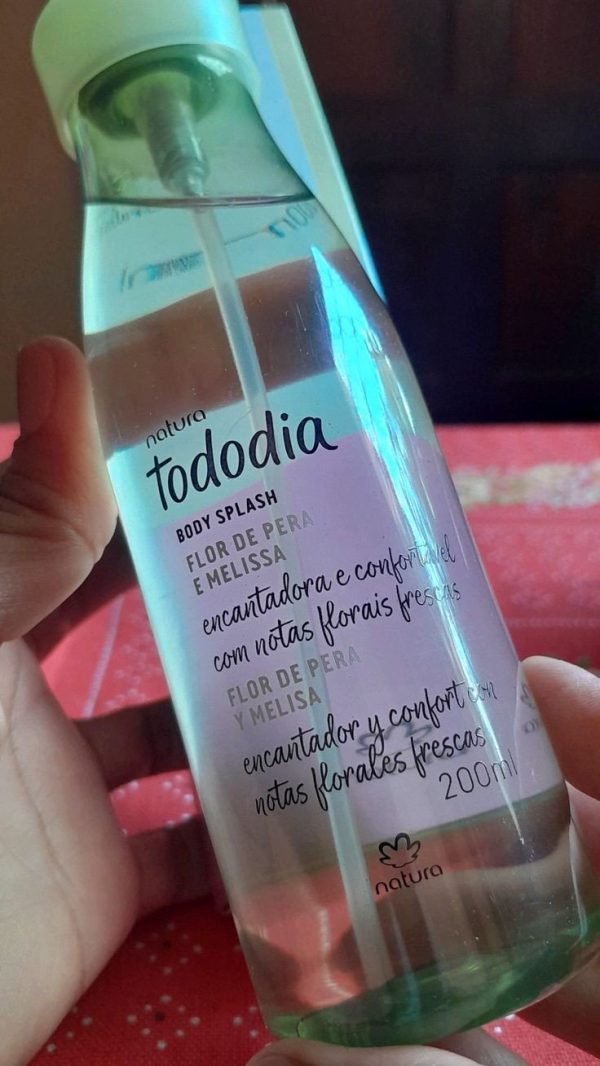 natura
tododia
BODY SPLASH
FLOR DE PERA
E MELISSA
encantadora e confortável
com notas florais frescas
FLOR DE PERA
Y MELISA
encantador y confort con
notas florales frescas
200ml
natura